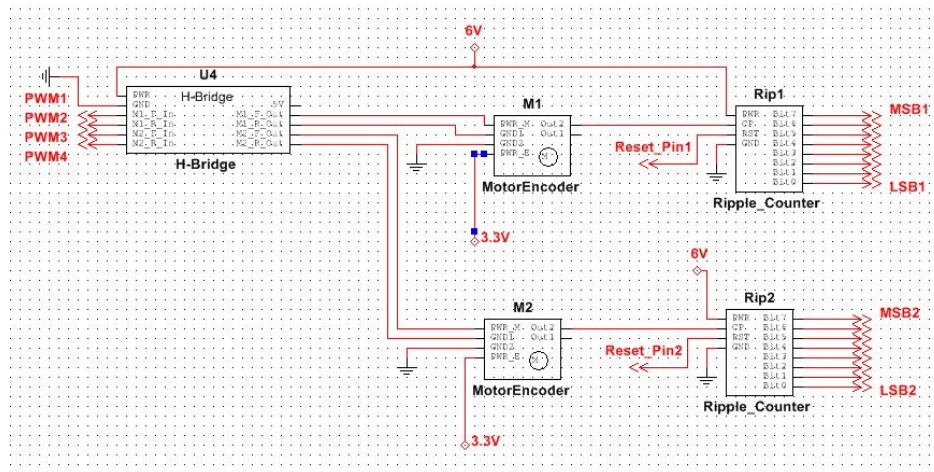 6V
U4
PWM1
PWM2
PWM3
PWM4
H-Bridge
PWR
GND
M1_F_In
M1_R_In
M2_F_In
M2_R_In
5V
M1_F_Out
M1_R_Out
M2_F_Out
M2_R_Out
H-Bridge
M1
PWR_M
GND1
GND2
PWR_E
Out2
Out1
M
MotorEncoder
3.3V
Rip1
PWR
CP
RST
GND
Bit7
Bit6
Bit5
Bit4
Bit3
Bit2
Bit1
Bit0
Reset_Pin1
MSB1
LSB1
Ripple_Counter
M2
PWR_M
GND1
GND2
PWR_E
Out2
Out1
M
MotorEncoder
3.3V
6V
Rip2
PWR
CP
RST
GND
Bit7
Bit6
Bit5
Bit4
Bit3
Bit2
Bit1
Bit0
Reset_Pin2
MSB2
LSB2
Ripple_Counter